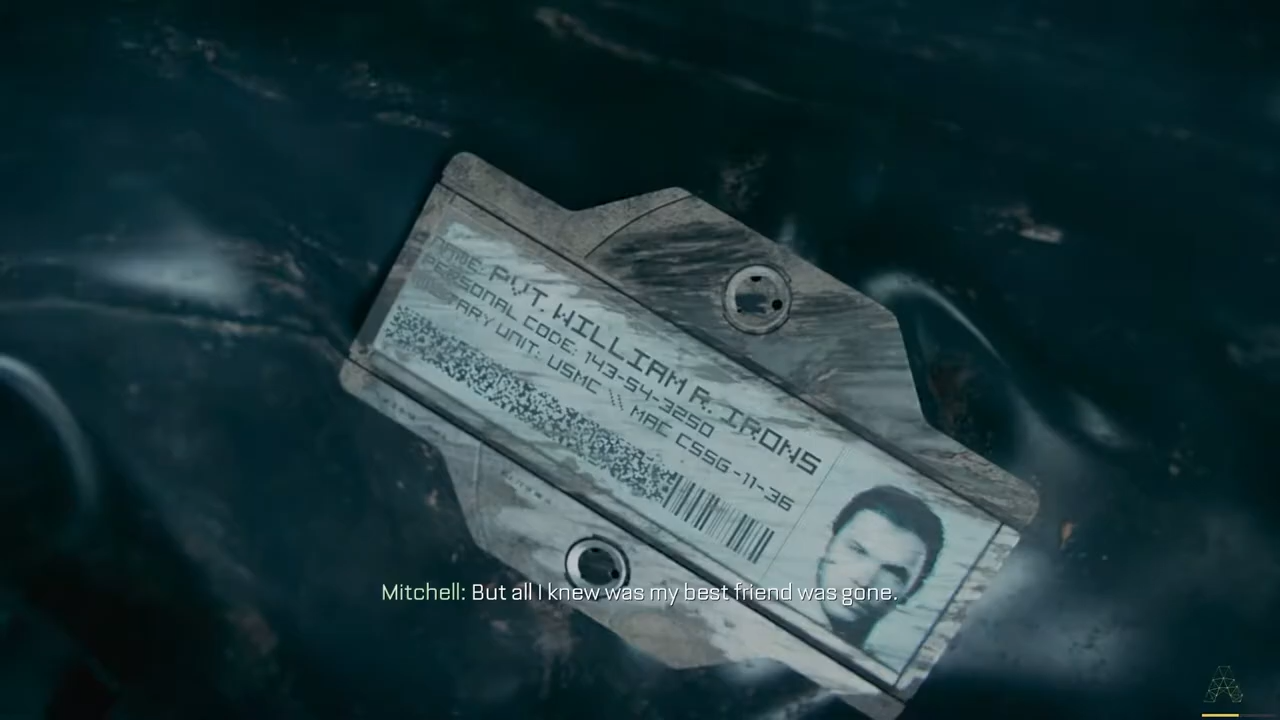 NAME: PVT. WILLIAM R. IRONS
PERSONAL CODE: 143-54-3250
MILITARY UNIT: USMC \\ MAC CSSG-11-36
Mitchell: But all I knew was my best friend was gone.